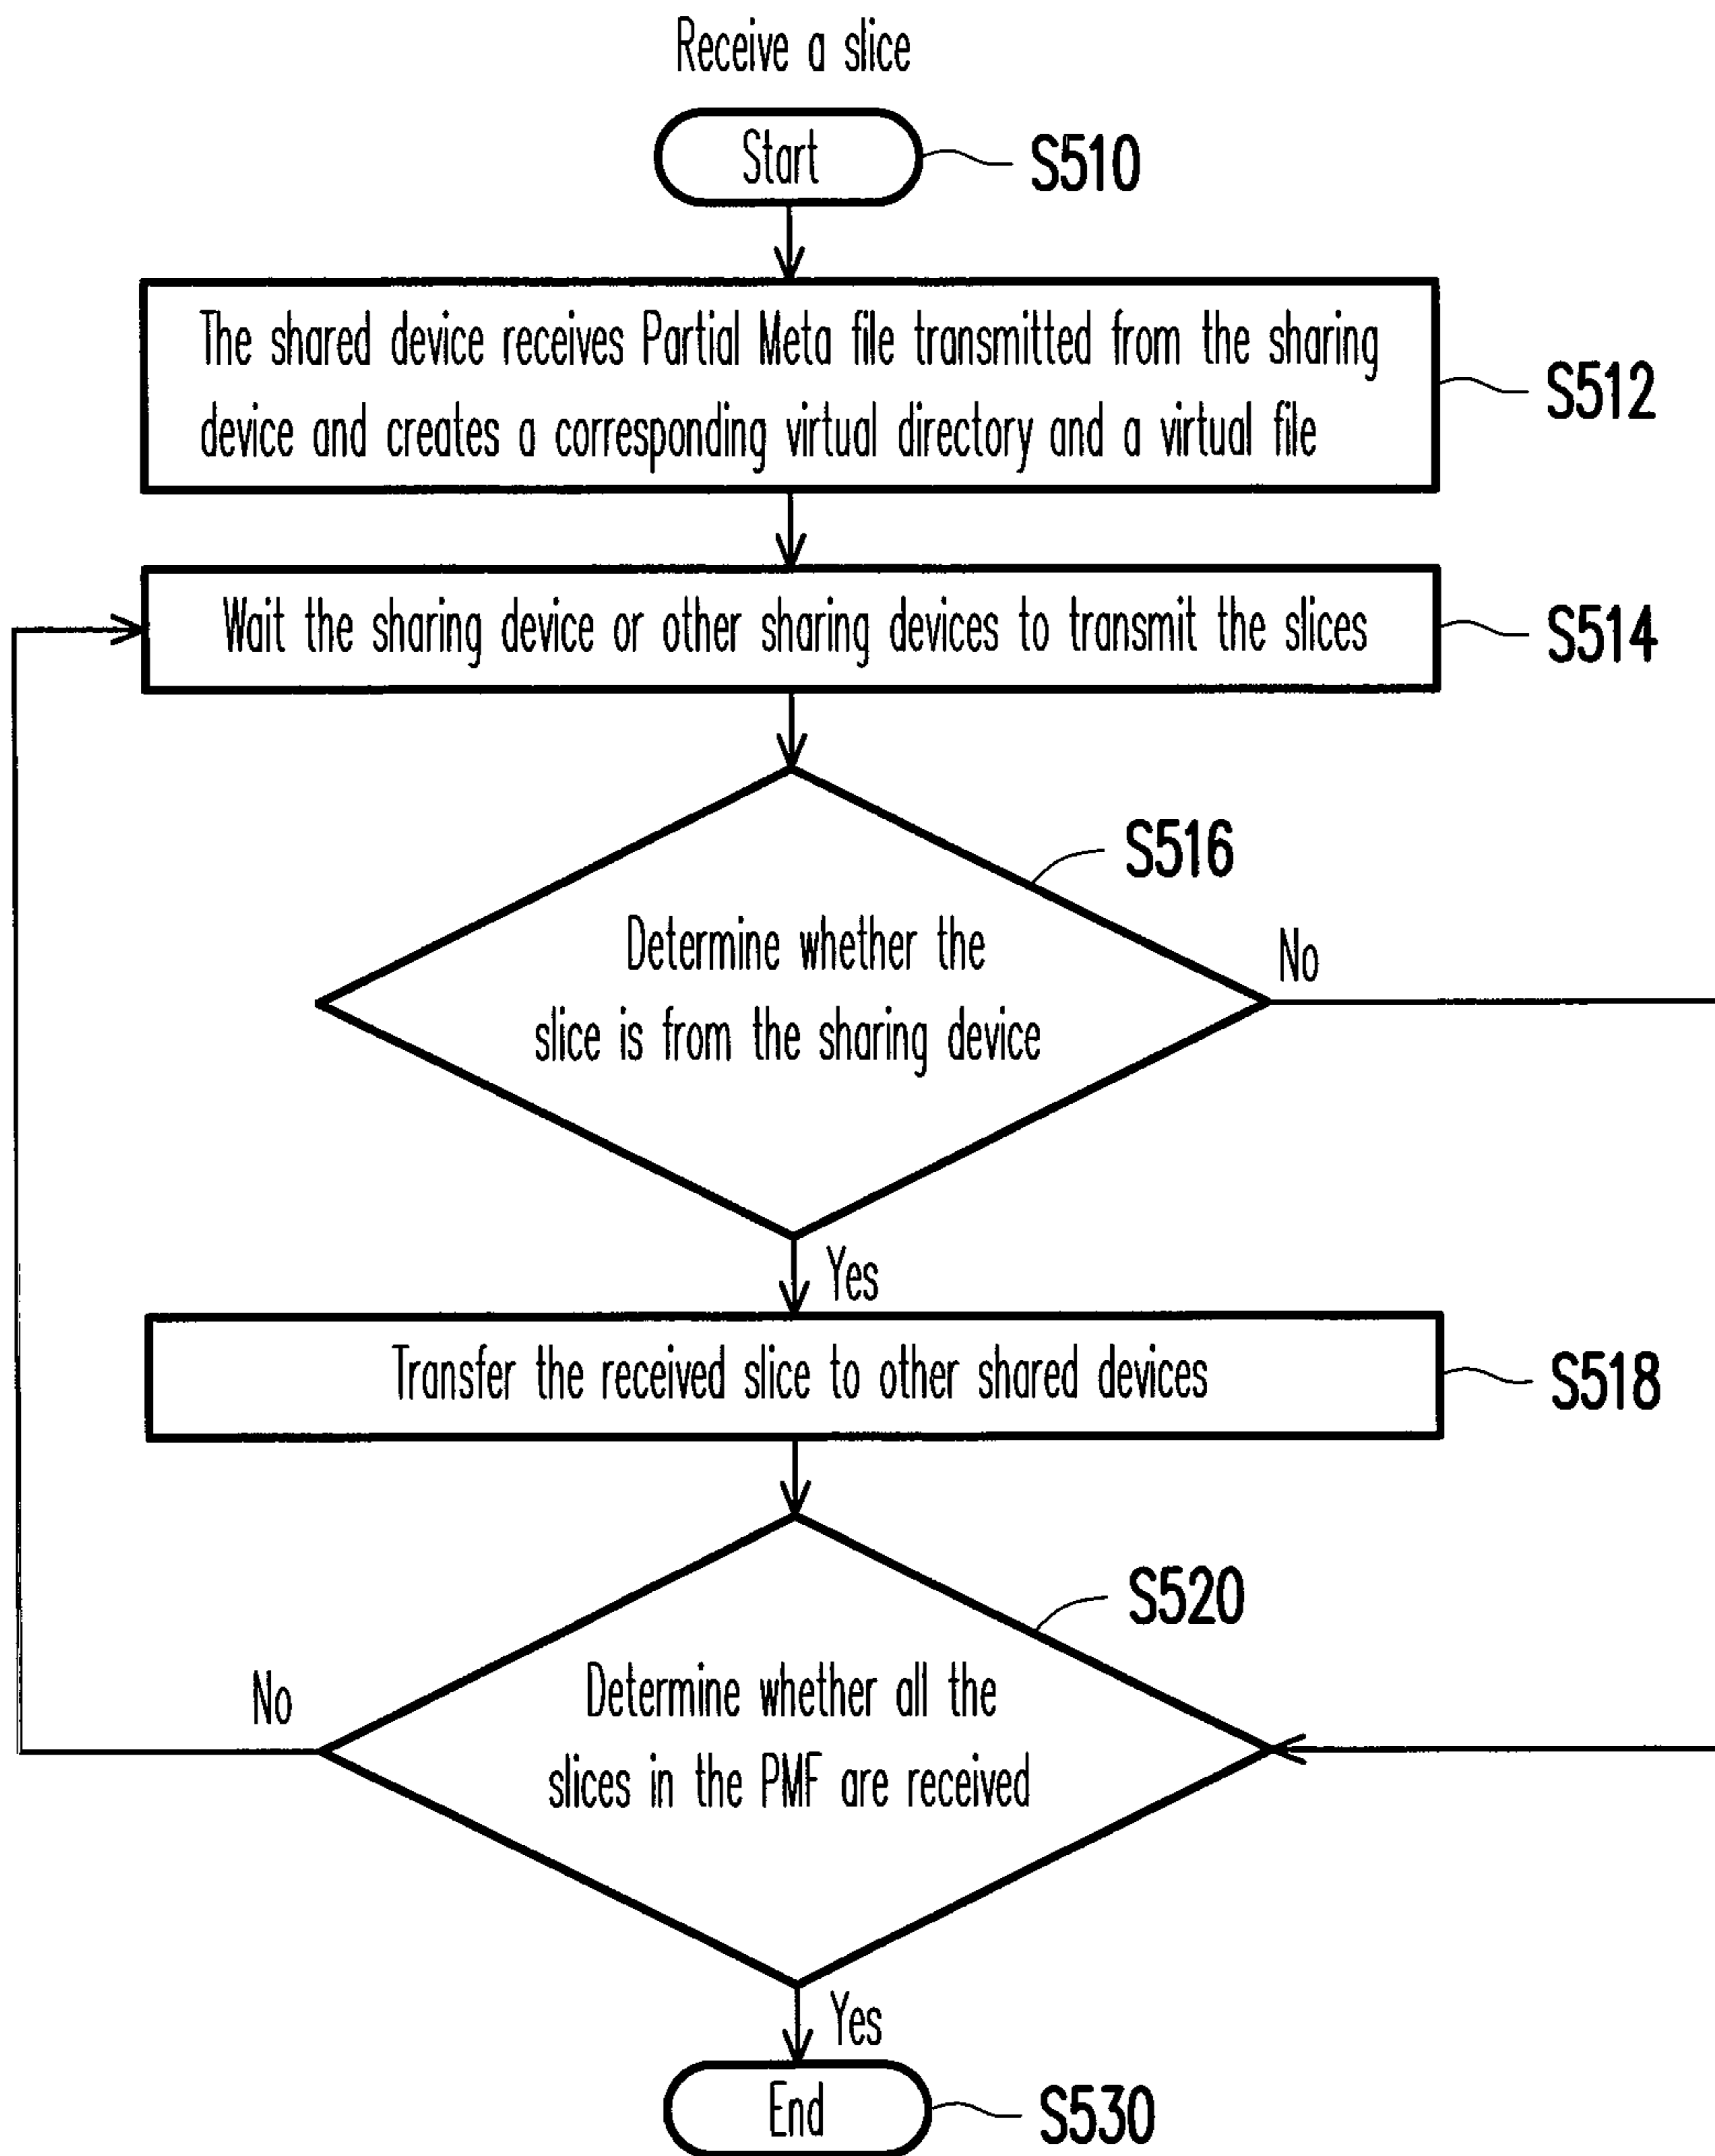 Receive a slice
Start
S510
The shared device receives Partial Meta file transmitted from the sharing
device and creates a corresponding virtual directory and a virtual file
S512
Wait the sharing device or other sharing devices to transmit the slices
S514
S516
Determine whether the
slice is from the sharing device
No
Yes
Transfer the received slice to other shared devices
S518
S520
Determine whether all the
slices in the PMF are received
No
Yes
End
S530